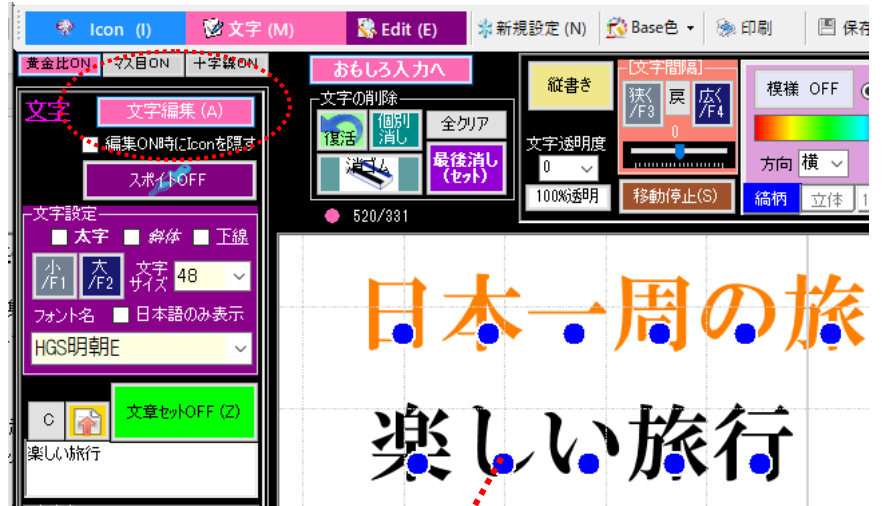 Icon (I) 文字 (M) Edit (E) 新規設定 (N) Base色 印刷 保存
黄金比ON マス目ON 十字線ON
文字 文字編集(A)
編集ON時にIconを隠す
スポイトOFF
文字設定
太字 斜体 下線
小/F1 大/F2 文字サイズ 48
フォント名 日本語のみ表示
HGS明朝E
C 文章セットOFF (Z)
楽しい旅行
おもしろ入力へ
文字の削除
復活 個別消し 全クリア
消ゴム 最後消し(セット)
520/331
縦書き
文字透明度
0
100%透明
[文字間隔]
狭く/F3 戻 広く/F4
0
移動停止(S)
模様 OFF
方向 横
縞柄 立体 1
日本一周の旅
楽しい旅行